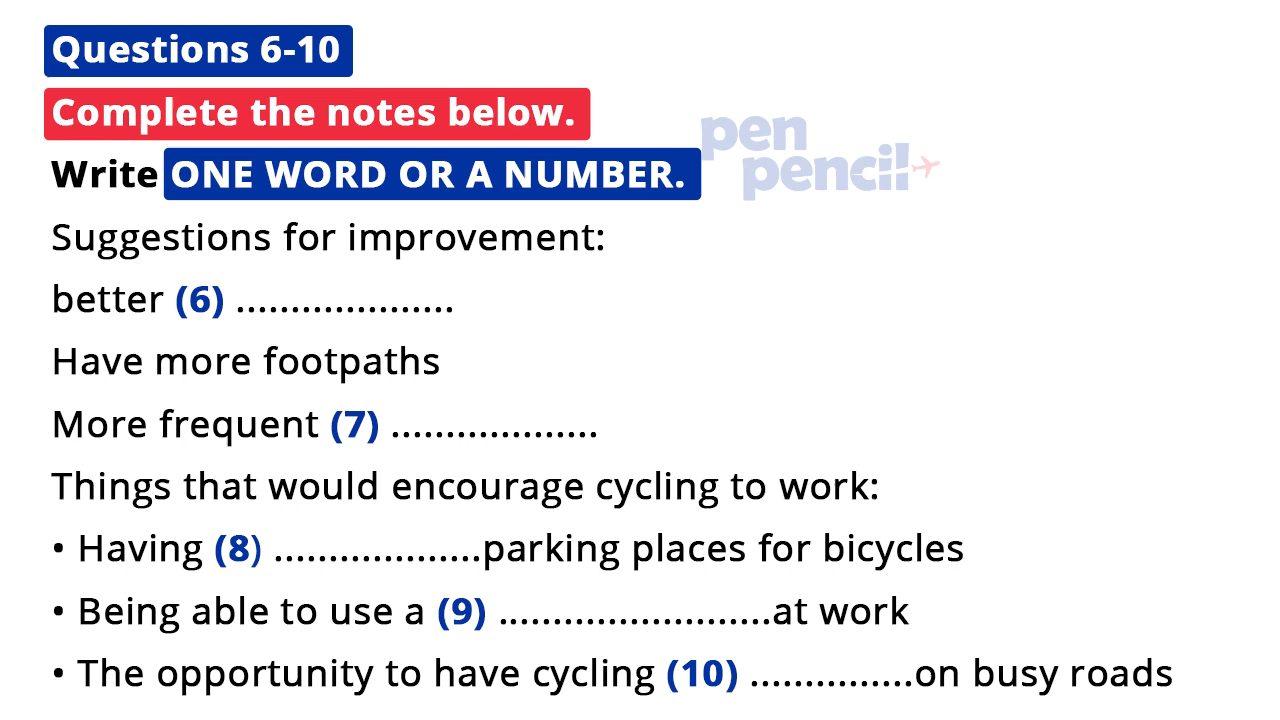 Questions 6-10
Complete the notes below.
Write ONE WORD OR A NUMBER.
pen
pencil
Suggestions for improvement:
better (6) ....................
Have more footpaths
More frequent (7) ...................
Things that would encourage cycling to work:
• Having (8) ...................parking places for bicycles
• Being able to use a (9) .........................at work
• The opportunity to have cycling (10) ...............on busy roads